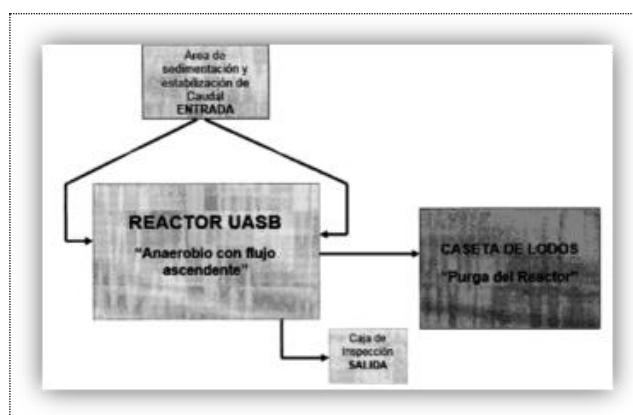 Área de
sedimentación y
estabilización de
Caudal
ENTRADA
REACTOR UASB
"Anaerobio con flujo
ascendente"
CASETA DE LODOS
"Purga del Reactor"
Caja de
Inspección
SALIDA